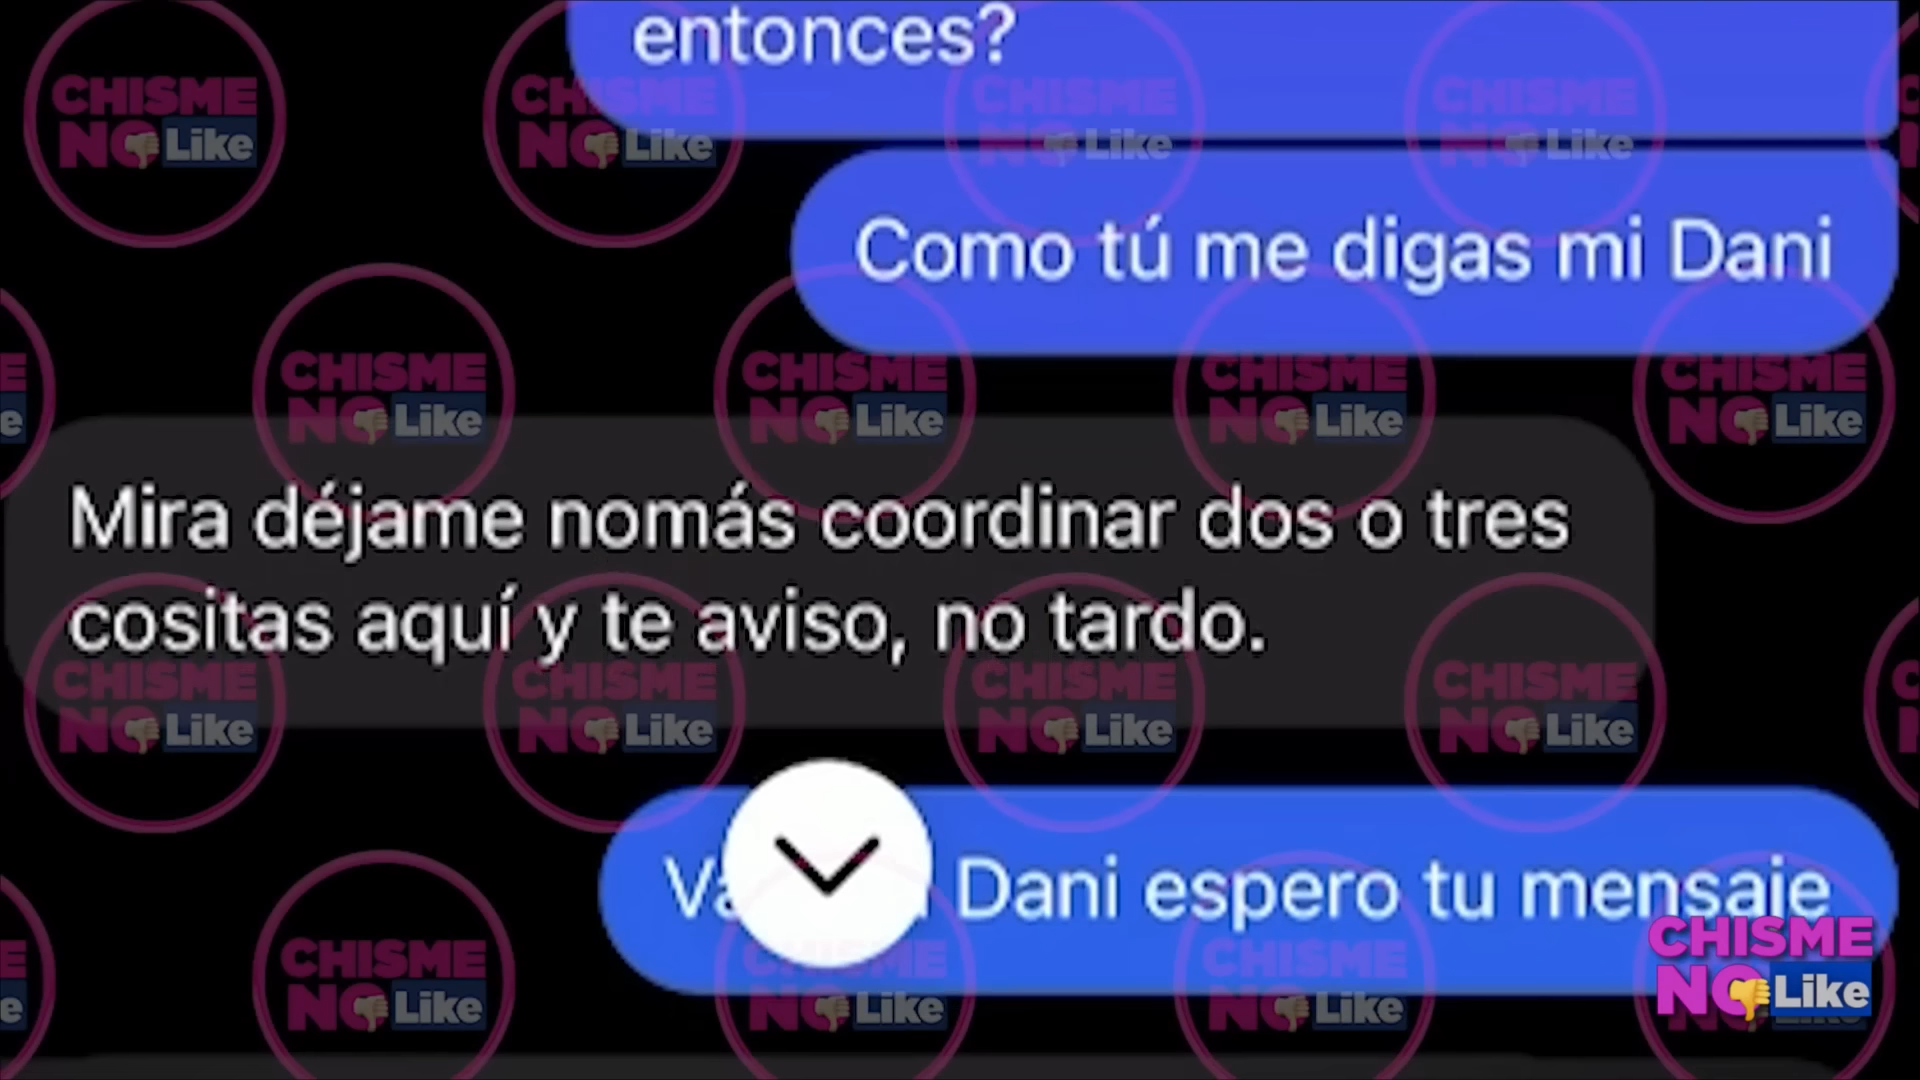 entonces?
Como tú me digas mi Dani
Mira déjame nomás coordinar dos o tres
cositas aquí y te aviso, no tardo.
Dani espero tu mensaje
CHISME
NO Like